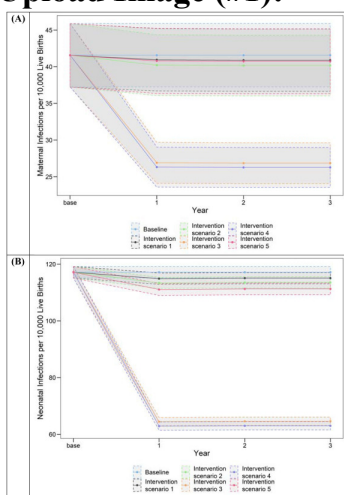 Upload Image (#1):
(A)
Maternal Infections per 10,000 Live Births
45
40
35
30
25
base
1
2
3
Year
Baseline
Intervention scenario 1
Intervention scenario 2
Intervention scenario 3
Intervention scenario 4
Intervention scenario 5
(B)
Neonatal Infections per 10,000 Live Births
120
100
80
60
base
1
2
3
Year
Baseline
Intervention scenario 1
Intervention scenario 2
Intervention scenario 3
Intervention scenario 4
Intervention scenario 5